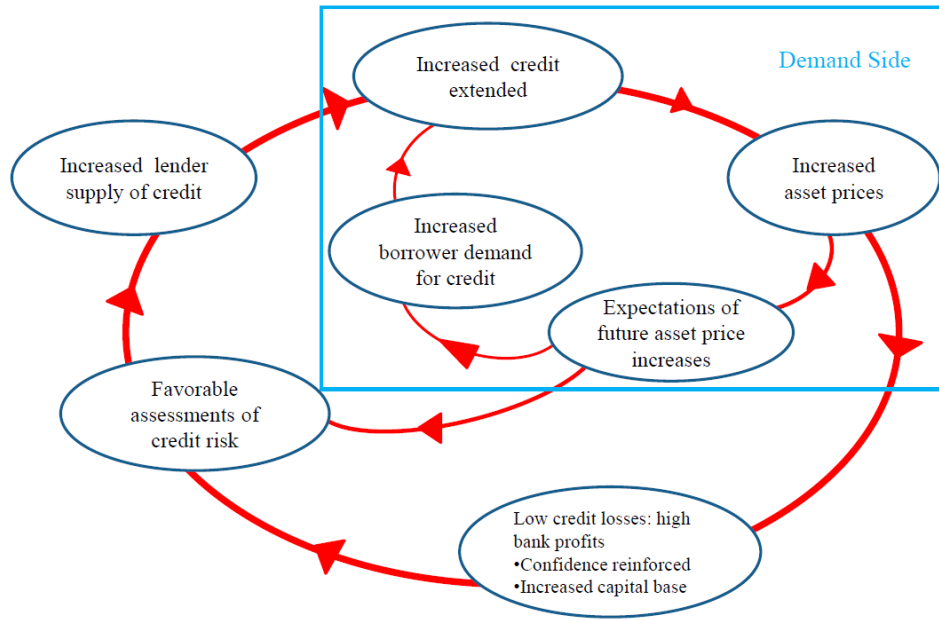 Demand Side
Increased credit
extended
Increased lender
supply of credit
Increased
asset prices
Increased
borrower demand
for credit
Expectations of
future asset price
increases
Favorable
assessments of
credit risk
Low credit losses: high
bank profits
•Confidence reinforced
•Increased capital base